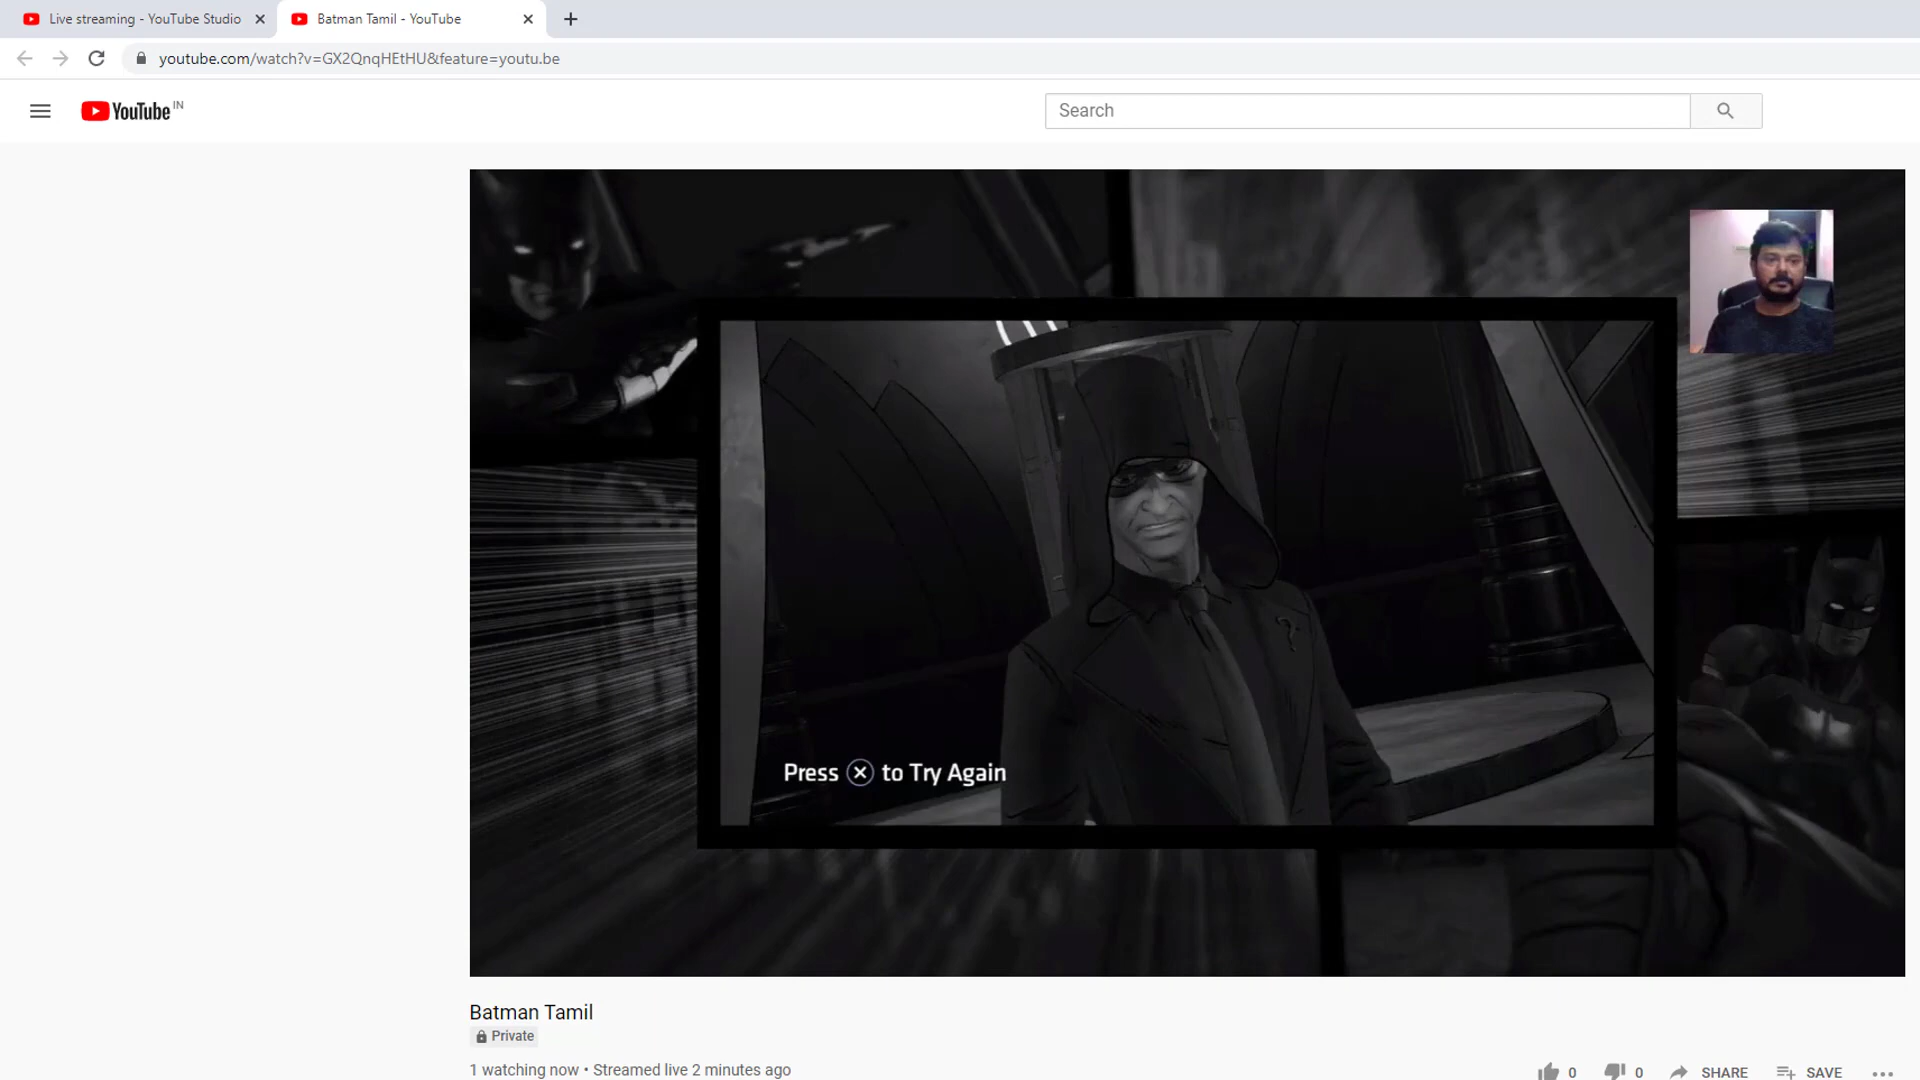 Live streaming - YouTube Studio
Batman Tamil - YouTube
youtube.com/watch?v=GX2QnqHEtHU&feature=youtu.be
YouTube IN
Search
?
Press ⓧ to Try Again
Batman Tamil
Private
1 watching now • Streamed live 2 minutes ago
0
0
SHARE
SAVE